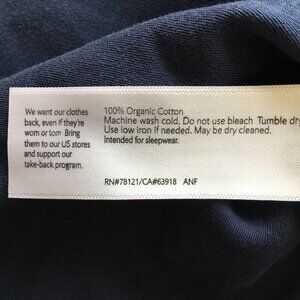 We want our clothes
back, even if they're
worn or torn. Bring
them to our US stores
and support our
take-back program.
100% Organic Cotton
Machine wash cold. Do not use bleach Tumble dry
Use low iron if needed. May be dry cleaned.
Intended for sleepwear.
RN#78121/CA#63918 ANF